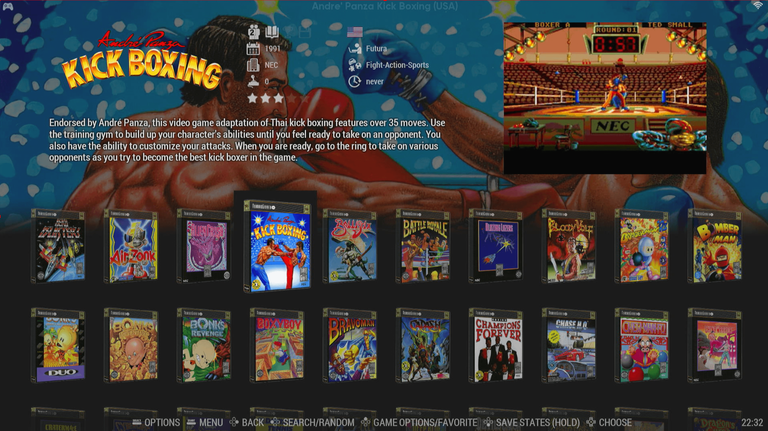 Andre' Panza Kick Boxing (USA)
André Panza
KICK BOXING
2
1991
NEC
0
Futura
Fight-Action-Sports
never
BOXER A
TED SMALL
ROUND:01
0:57
NEC
Endorsed by André Panza, this video game adaptation of Thai kick boxing features over 35 moves. Use
the training gym to build up your character's abilities until you feel ready to take on an opponent. You
also have the ability to customize your attacks. When you are ready, go to the ring to take on various
opponents as you try to become the best kick boxer in the game.
AIR ZONK
KICK BOXING
BATTLE ROYALE
BLOODY WOLF
BOMBERMAN
DUO
BONK'S
BONK'S
REVENGE
BOXYBOY
BRAVOMAN
CHAMPIONS
FOREVER
CHASE H.Q.
OPTIONS
MENU
BACK
SEARCH/RANDOM
GAME OPTIONS/FAVORITE
SAVE STATES (HOLD)
CHOOSE
22:32